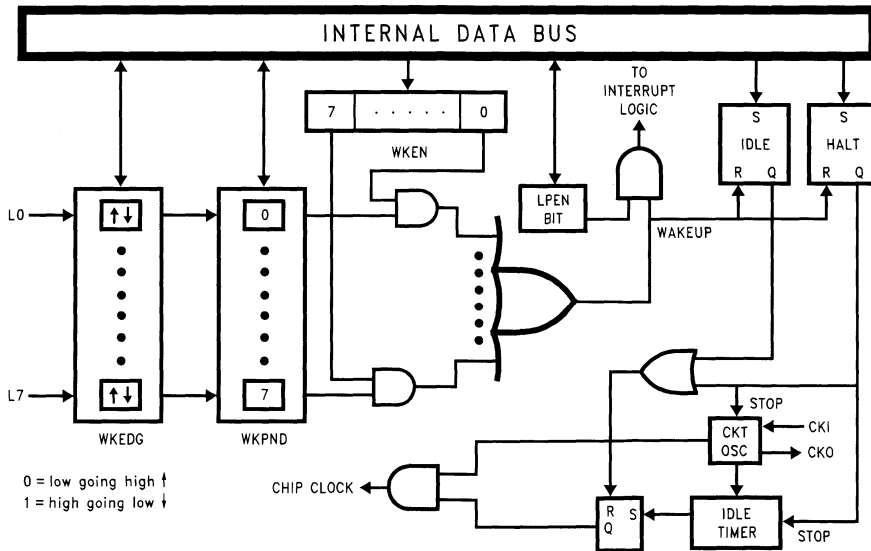 INTERNAL DATA BUS
TO
INTERRUPT
LOGIC
7 · · · · · 0
WKEN
S
IDLE
R Q
S
HALT
R Q
L0
↑↓
0
LPEN
BIT
WAKEUP
L7
↑↓
7
WKEDG
WKPND
STOP
CKT
OSC
CKI
CKO
0 = low going high ↑
1 = high going low ↓
CHIP CLOCK
R S
Q
IDLE
TIMER
STOP